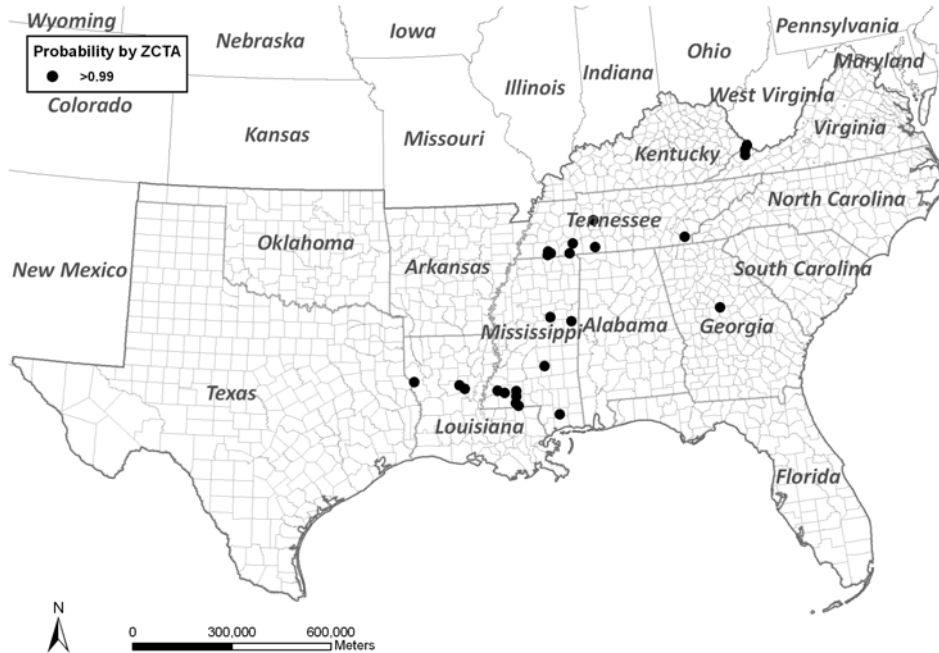 Wyoming
Nebraska
Iowa
Pennsylvania
Probability by ZCTA
>0.99
Illinois
Indiana
Ohio
Maryland
Colorado
Kansas
Missouri
West Virginia
Virginia
Kentucky
North Carolina
Tennessee
Oklahoma
New Mexico
Arkansas
South Carolina
Mississippi
Alabama
Georgia
Texas
Louisiana
Florida
N
0 300,000 600,000
Meters